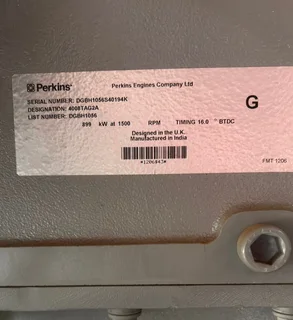 Perkins
Perkins Engines Company Ltd
SERIAL NUMBER: DGBH1056S40194K
DESIGNATION: 4008TAG2A
LIST NUMBER: DGBH1056
899 kW at 1500 RPM TIMING 16.0 ° BTDC
G
Designed in the U.K.
Manufactured in India
FMT 1206